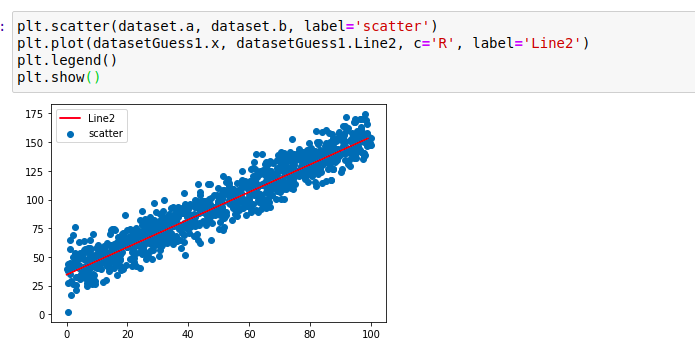 :
plt.scatter(dataset.a, dataset.b, label='scatter')
plt.plot(datasetGuess1.x, datasetGuess1.Line2, c='R', label='Line2')
plt.legend()
plt.show()
175
150
125
100
75
50
25
0
Line2
scatter
0 20 40 60 80 100